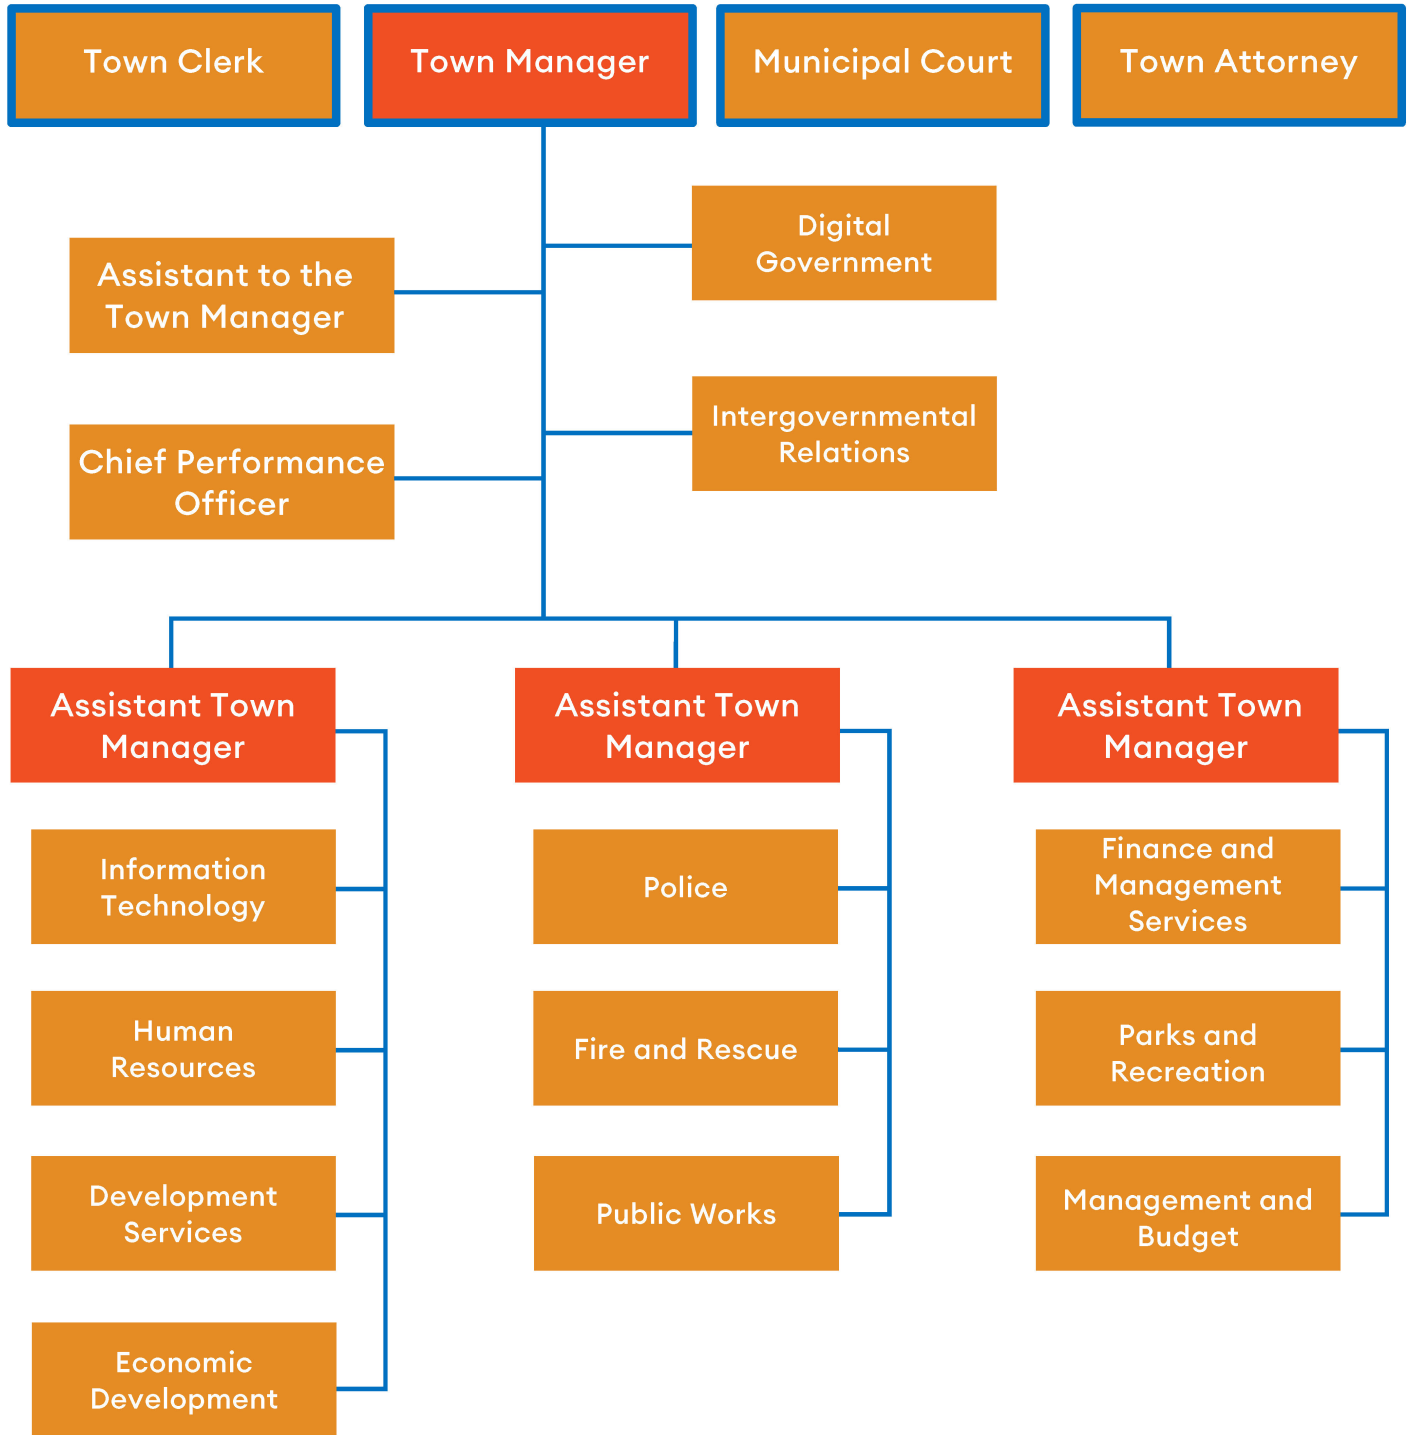 Town Clerk
Town Manager
Municipal Court
Town Attorney
Digital
Government
Assistant to the
Town Manager
Intergovernmental
Relations
Chief Performance
Officer
Assistant Town
Manager
Information
Technology
Human
Resources
Development
Services
Economic
Development
Assistant Town
Manager
Police
Fire and Rescue
Public Works
Assistant Town
Manager
Finance and
Management
Services
Parks and
Recreation
Management and
Budget